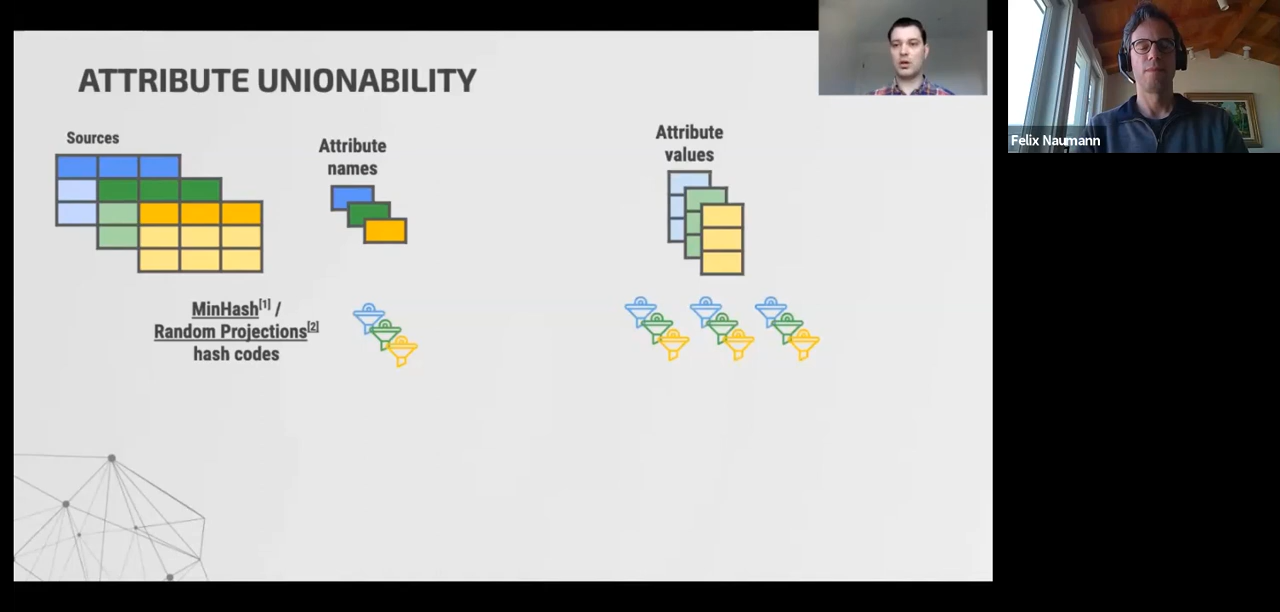 ATTRIBUTE UNIONABILITY
Sources
Attribute
names
Attribute
values
MinHash[1] /
Random Projections[2]
hash codes
Felix Naumann